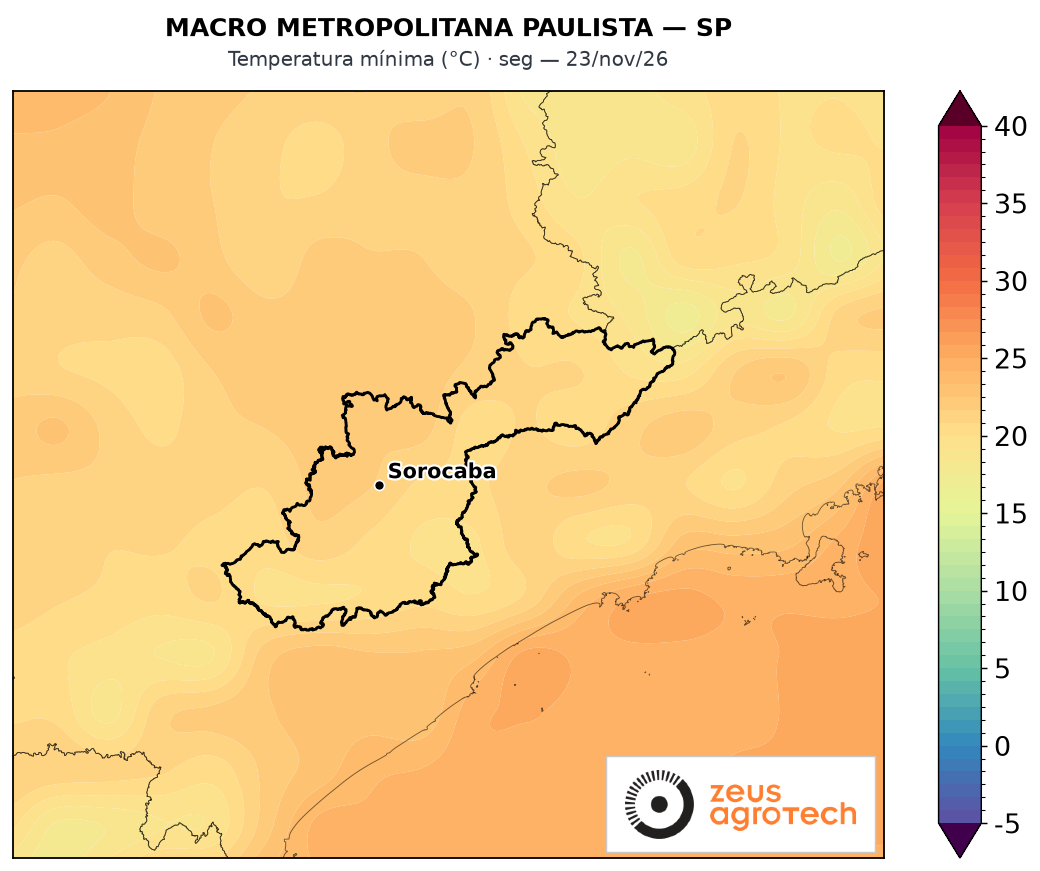 MACRO METROPOLITANA PAULISTA — SP
Temperatura mínima (°C) · seg — 23/nov/26
Sorocaba
40
35
30
25
20
15
10
5
0
-5
zeus
agrotech